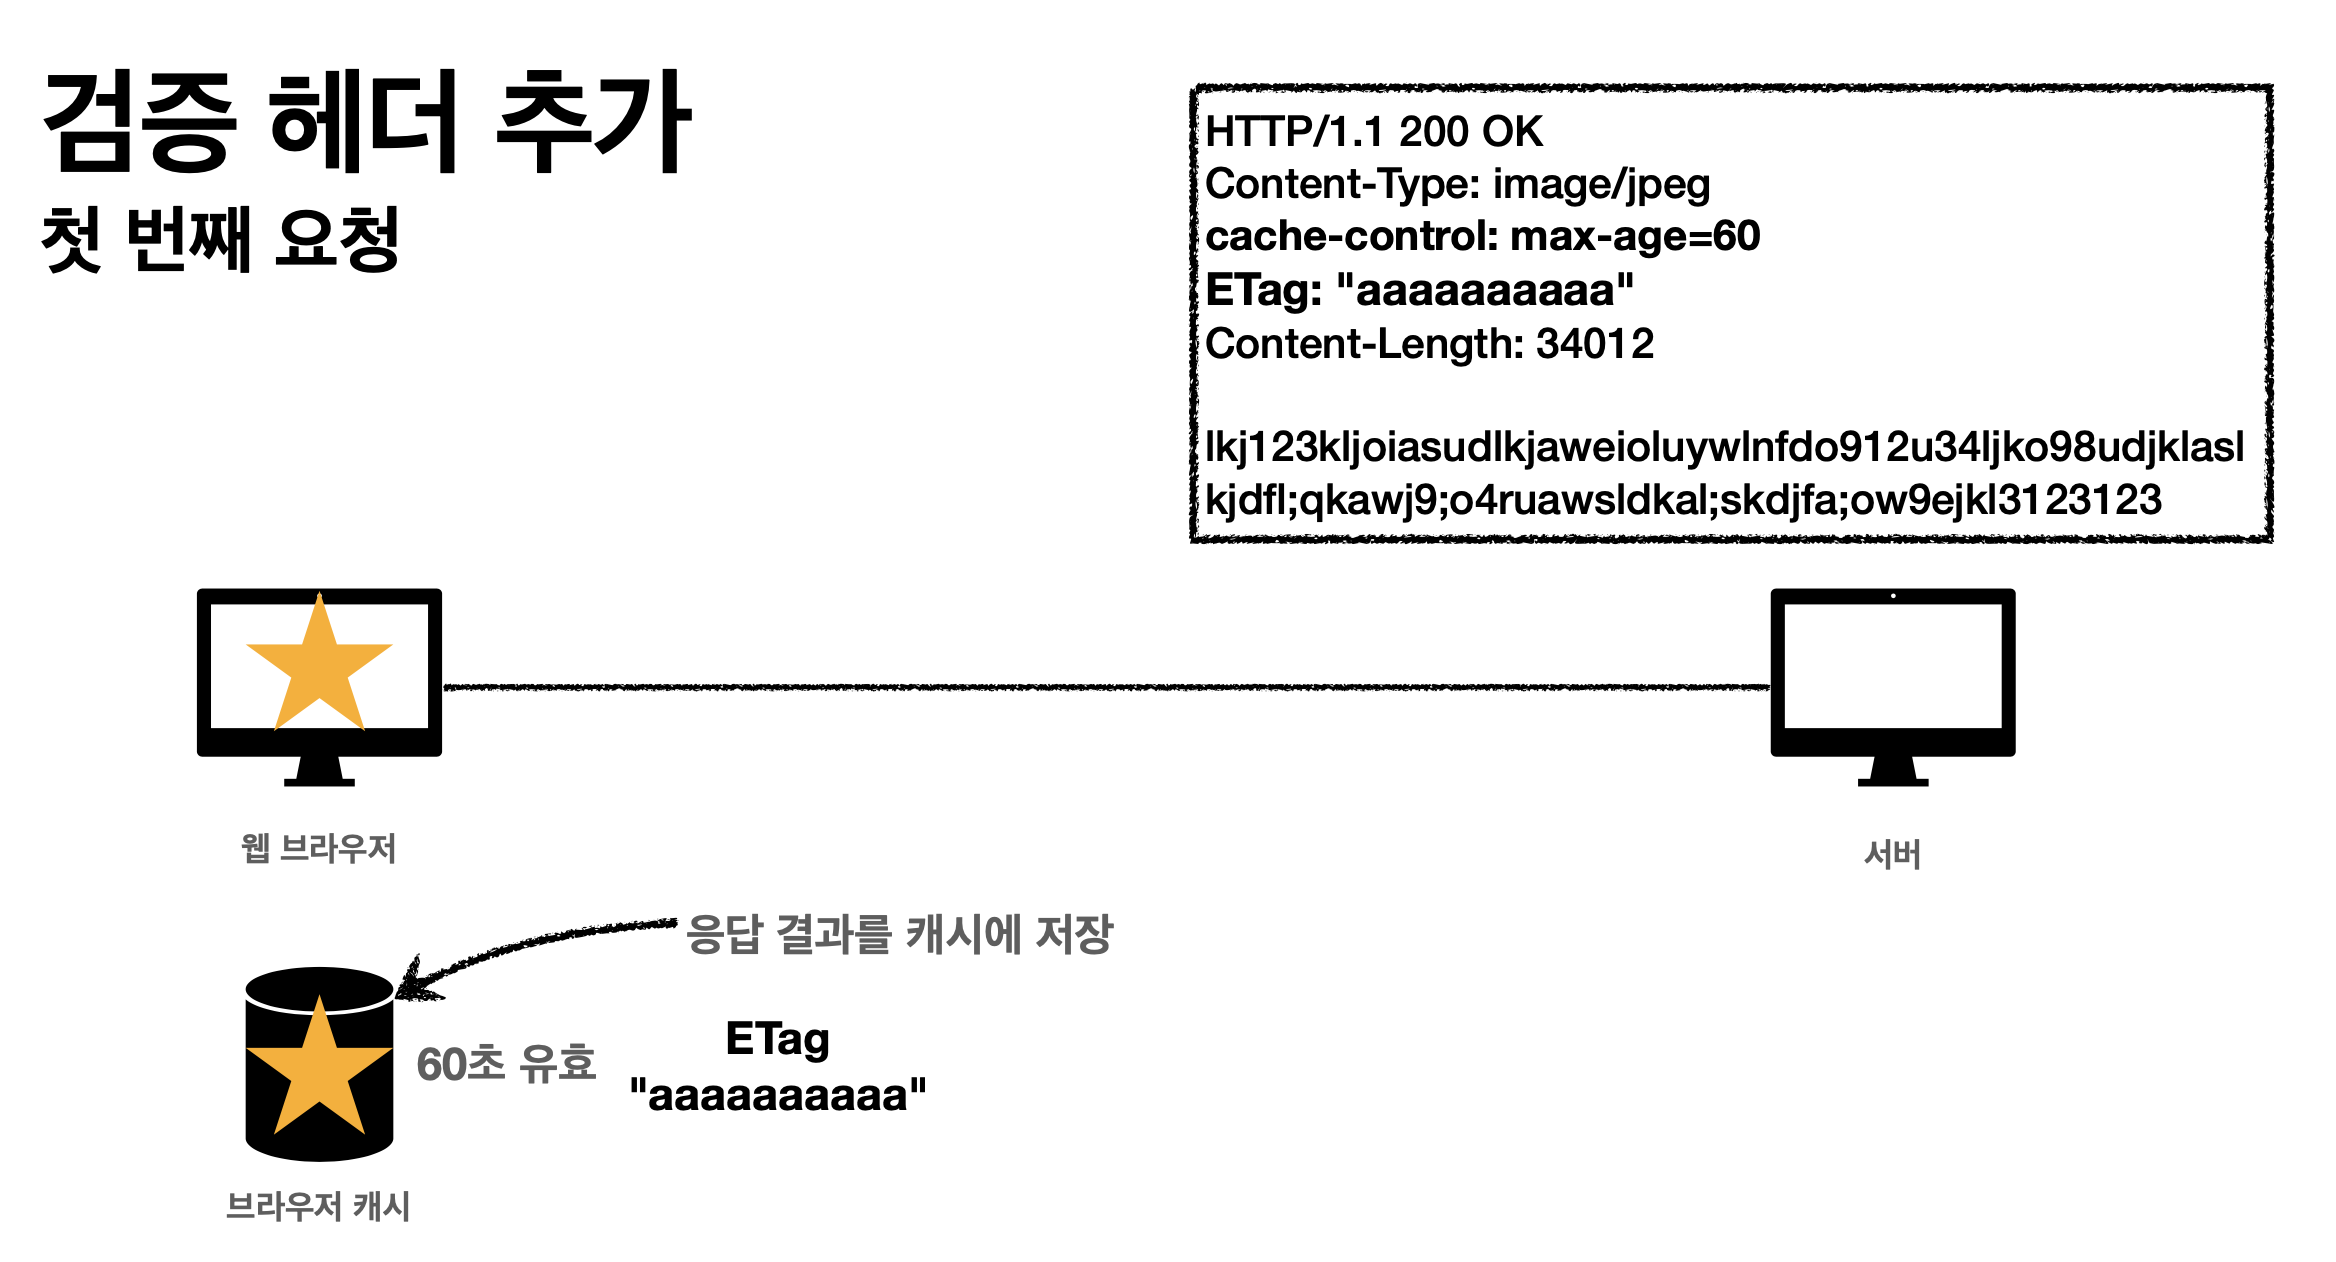 검증 헤더 추가
첫 번째 요청
HTTP/1.1 200 OK
Content-Type: image/jpeg
cache-control: max-age=60
ETag: "aaaaaaaaaa"
Content-Length: 34012
lkj123kljoiasudlkjaweioluywlnfdo912u34ljko98udjklasl
kjdfl;qkawj9;o4ruawsldkal;skdjfa;ow9ejkl3123123
웹 브라우저
서버
응답 결과를 캐시에 저장
60초 유효
ETag
"aaaaaaaaaa"
브라우저 캐시